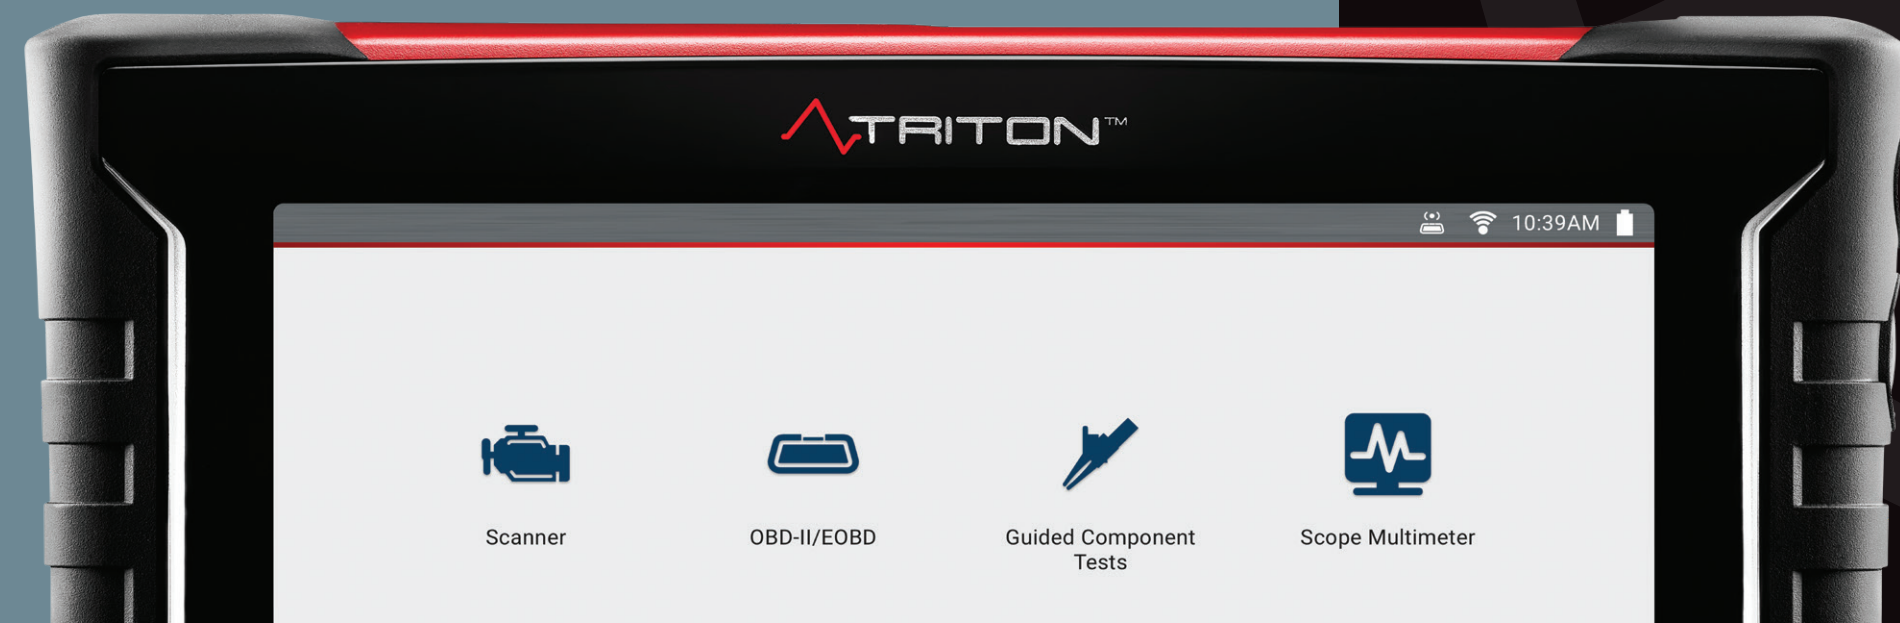 TRITON™
10:39AM
Scanner
OBD-II/EOBD
Guided Component
Tests
Scope Multimeter